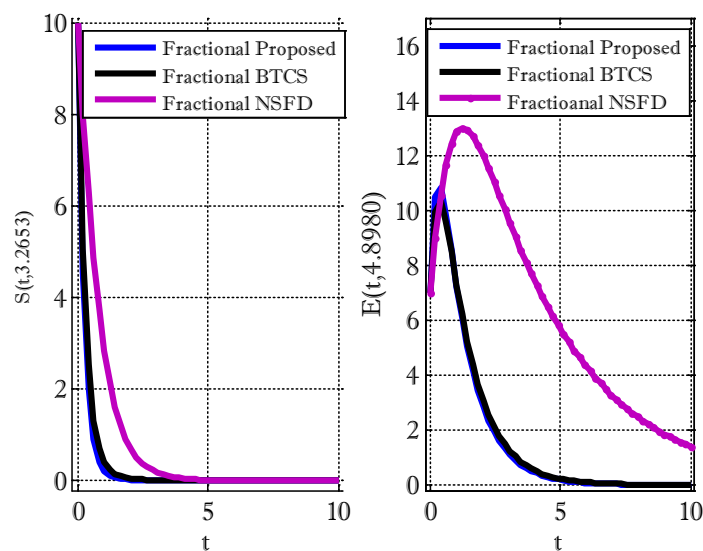 10
8
6
4
2
0
S(t,3.2653)
Fractional Proposed
Fractional BTCS
Fractional NSFD
0
5
10
t
16
14
12
10
8
6
4
2
0
E(t,4.8980)
Fractional Proposed
Fractional BTCS
Fractioanal NSFD
0
5
10
t